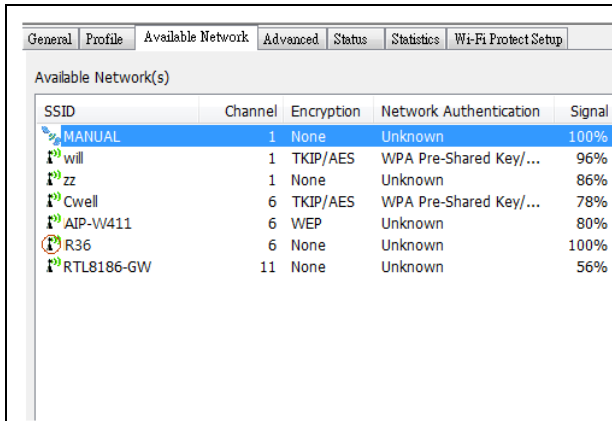 General Profile Available Network Advanced Status Statistics Wi-Fi Protect Setup
Available Network(s)
SSID Channel Encryption Network Authentication Signal
MANUAL 1 None Unknown 100%
will 1 TKIP/AES WPA Pre-Shared Key/... 96%
zz 1 None Unknown 86%
Cwell 6 TKIP/AES WPA Pre-Shared Key/... 78%
AIP-W411 6 WEP Unknown 80%
R36 6 None Unknown 100%
RTL8186-GW 11 None Unknown 56%